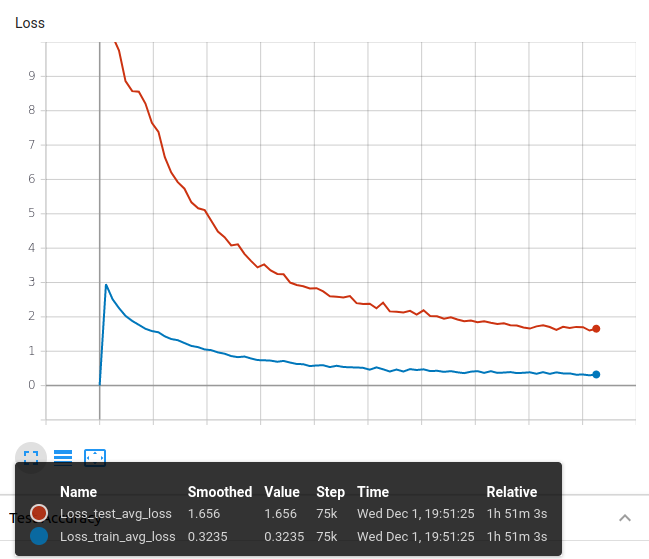 Loss
9
8
7
6
5
4
3
2
1
0
Name Smoothed Value Step Time Relative
Loss_test_avg_loss 1.656 1.656 75k Wed Dec 1, 19:51:25 1h 51m 3s
Loss_train_avg_loss 0.3235 0.3235 75k Wed Dec 1, 19:51:25 1h 51m 3s